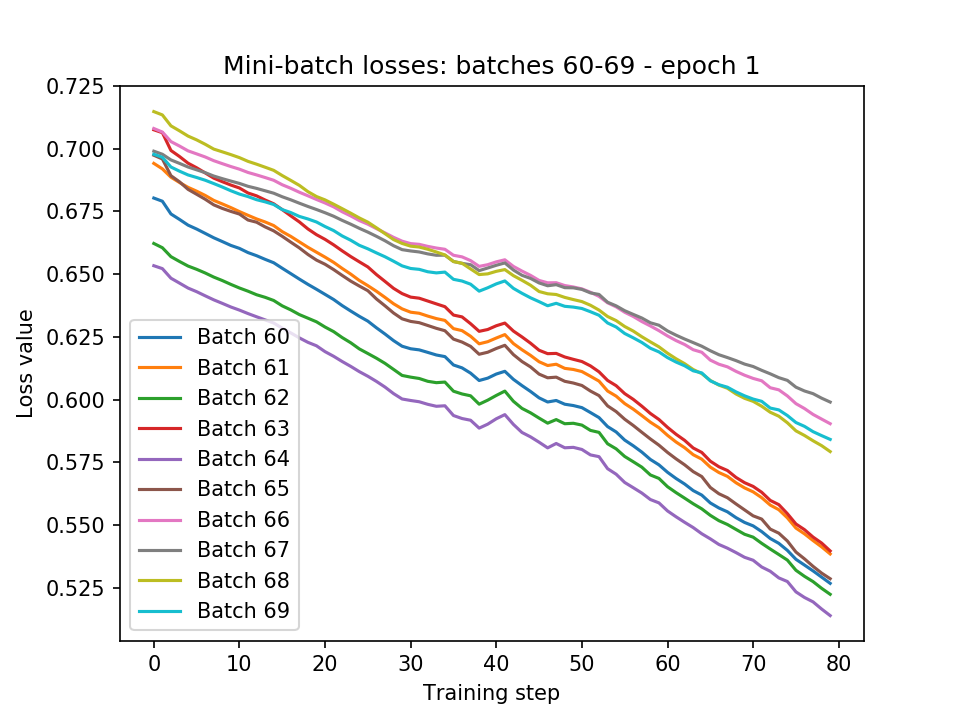 Mini-batch losses: batches 60-69 - epoch 1
0.725
0.700
0.675
0.650
0.625
0.600
0.575
0.550
0.525
Loss value
Batch 60
Batch 61
Batch 62
Batch 63
Batch 64
Batch 65
Batch 66
Batch 67
Batch 68
Batch 69
0 10 20 30 40 50 60 70 80
Training step